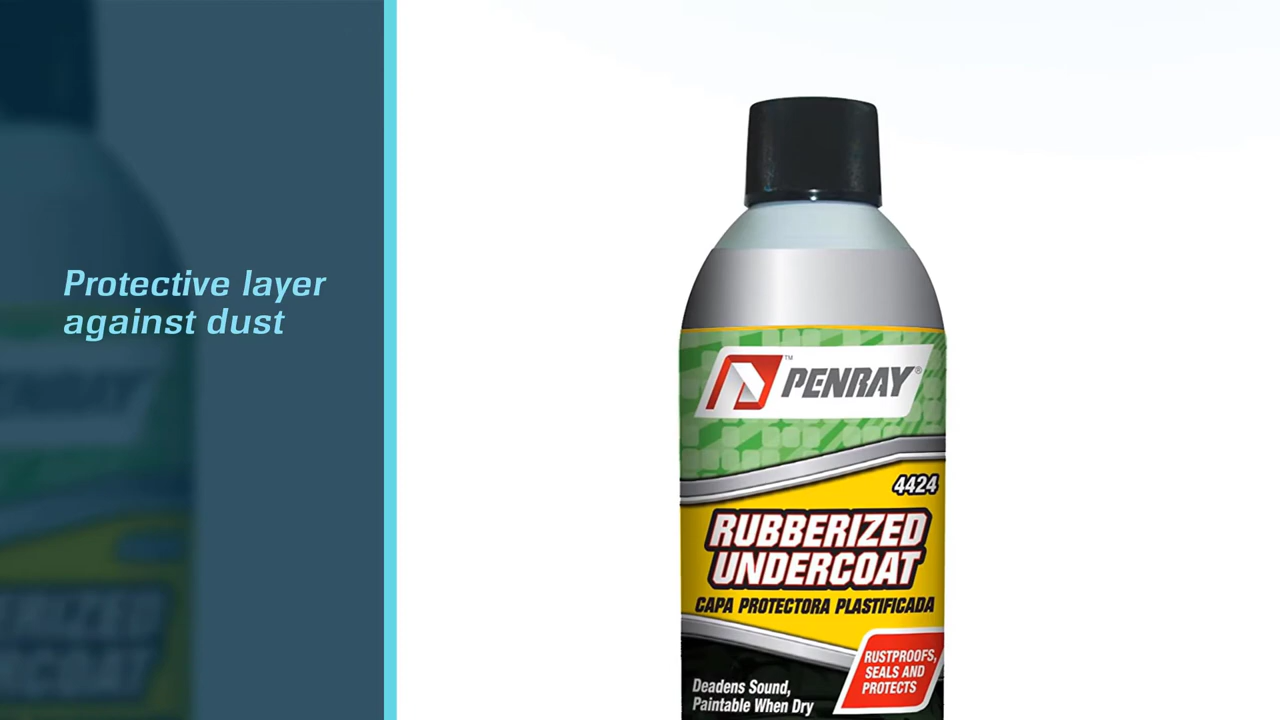 Protective layer
against dust
PENRAY
4424
RUBBERIZED
UNDERCOAT
CAPA PROTECTORA PLASTIFICADA
RUSTPROOFS,
SEALS AND
PROTECTS
Deadens Sound,
Paintable When Dry